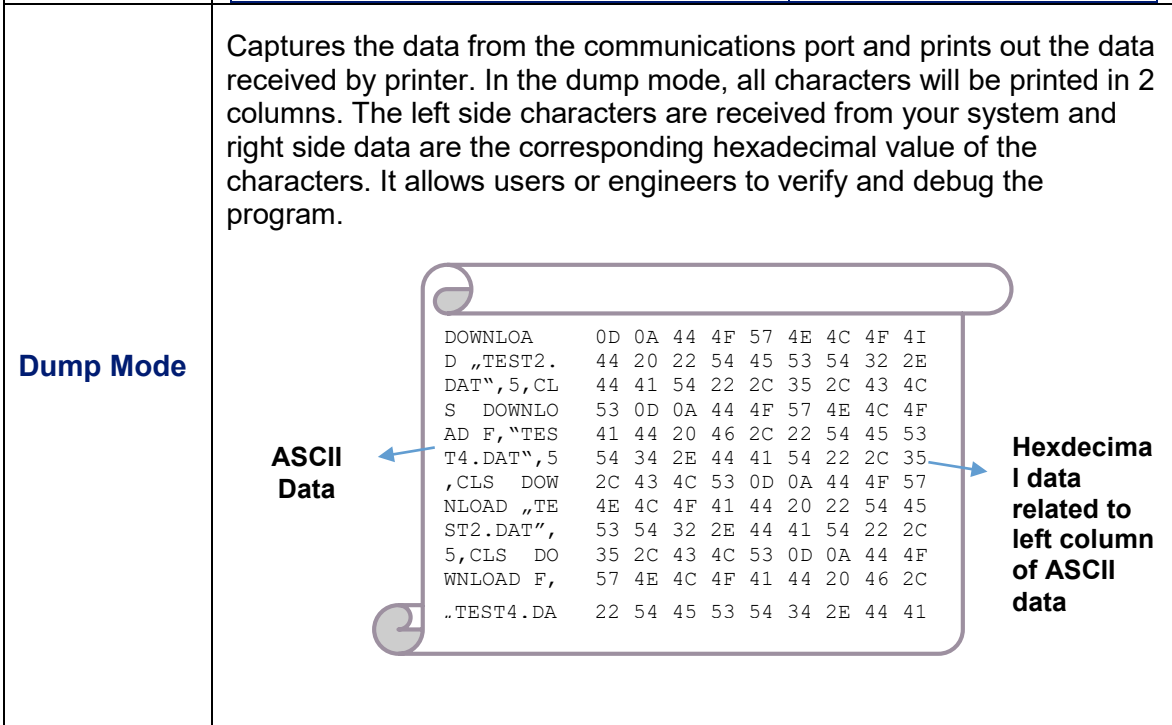 Captures the data from the communications port and prints out the data
received by printer. In the dump mode, all characters will be printed in 2
columns. The left side characters are received from your system and
right side data are the corresponding hexadecimal value of the
characters. It allows users or engineers to verify and debug the
program.
Dump Mode
ASCII
Data
DOWNLOA 0D 0A 44 4F 57 4E 4C 4F 4I
D „TEST2. 44 20 22 54 45 53 54 32 2E
DAT‟,5,CL 44 41 54 22 2C 35 2C 43 4C
S DOWNLO 53 0D 0A 44 4F 57 4E 4C 4F
AD F,“TES 41 44 20 46 2C 22 54 45 53
T4.DAT‟,5 54 34 2E 44 41 54 22 2C 35
,CLS DOW 2C 43 4C 53 0D 0A 44 4F 57
NLOAD „TE 4E 4C 4F 41 44 20 22 54 45
ST2.DAT”, 53 54 32 2E 44 41 54 22 2C
5,CLS DO 35 2C 43 4C 53 0D 0A 44 4F
WNLOAD F, 57 4E 4C 4F 41 44 20 46 2C
„TEST4.DA 22 54 45 53 54 34 2E 44 41
Hexdecima
l data
related to
left column
of ASCII
data